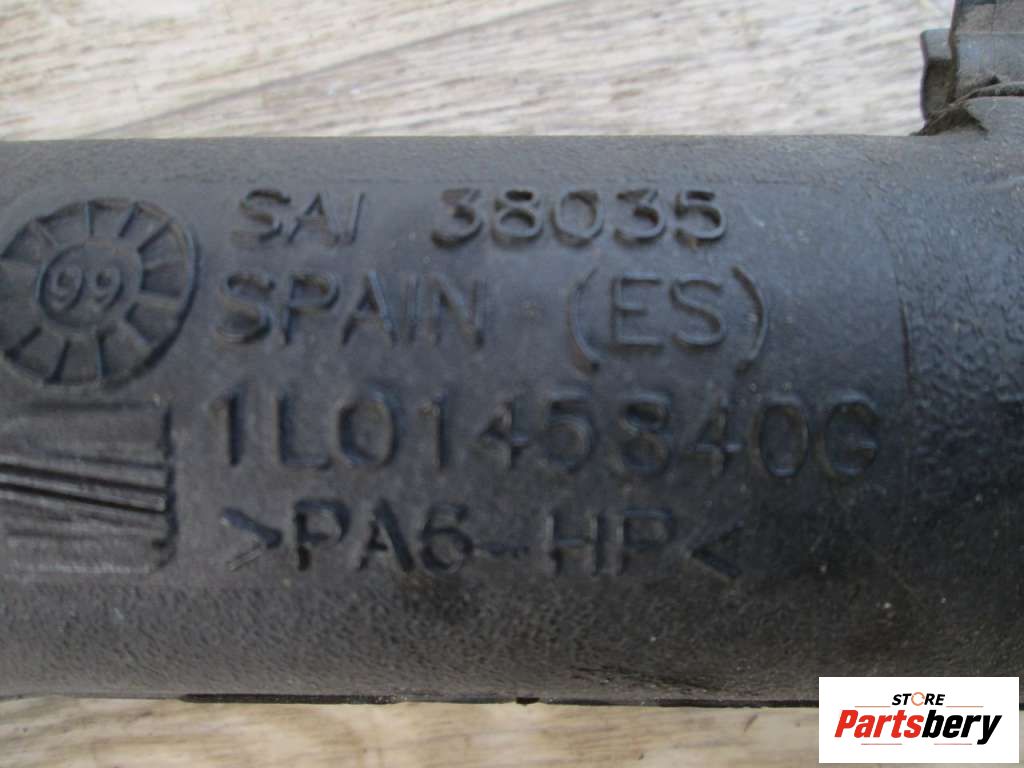 99
SAI 38035
SPAIN (ES)
1L0145840G
>PA6-HP<
STORE
Partsbery